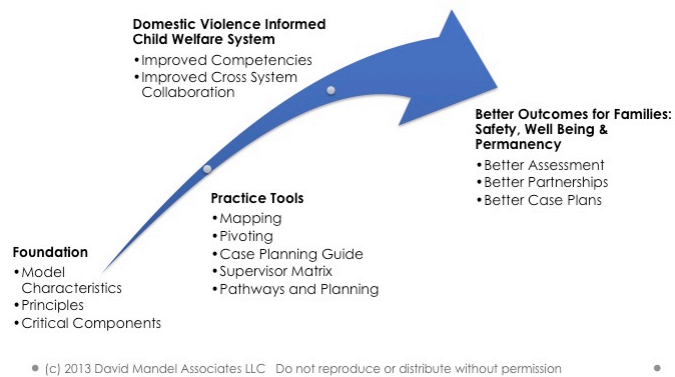 Domestic Violence Informed
Child Welfare System
•Improved Competencies
•Improved Cross System
Collaboration
Better Outcomes for Families:
Safety, Well Being &
Permanency
•Better Assessment
•Better Partnerships
•Better Case Plans
Practice Tools
•Mapping
•Pivoting
•Case Planning Guide
•Supervisor Matrix
•Pathways and Planning
Foundation
•Model
Characteristics
•Principles
•Critical Components
(c) 2013 David Mandel Associates LLC Do not reproduce or distribute without permission